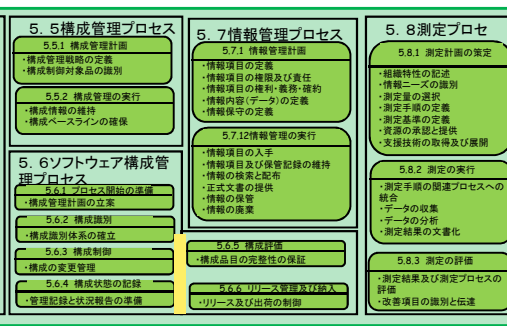 5. 5構成管理プロセス
5.5.1 構成管理計画
・構成管理戦略の定義
・構成制御対象品の識別
5.5.2 構成管理の実行
・構成情報の維持
・構成ベースラインの確保
5. 6ソフトウェア構成管
理プロセス
5.6.1 プロセス開始の準備
・構成管理計画の立案
5.6.2 構成識別
・構成識別体系の確立
5.6.3 構成制御
・構成の変更管理
5.6.4 構成状態の記録
・管理記録と状況報告の準備
5.6.5 構成評価
・構成品目の完全性の保証
5.6.6 リリース管理及び納入
・リリース及び出荷の制御
5. 7情報管理プロセス
5.7.1 情報管理計画
・情報項目の定義
・情報項目の権限及び責任
・情報項目の権利・義務・確約
・情報内容(データ)の定義
・情報保守の定義
5.7.12情報管理の実行
・情報項目の入手
・情報項目及び保管記録の維持
・情報の検索と配布
・正式文書の提供
・情報の保管
・情報の廃棄
5. 8測定プロセ
5.8.1 測定計画の策定
・組織特性の記述
・情報ニーズの識別
・測定量の選択
・測定手順の定義
・測定基準の定義
・資源の承認と提供
・支援技術の取得及び展開
5.8.2 測定の実行
・測定手順の関連プロセスへの
統合
・データの収集
・データの分析
・測定結果の文書化
5.8.3 測定の評価
・測定結果及び測定プロセスの
評価
・改善項目の識別と伝達